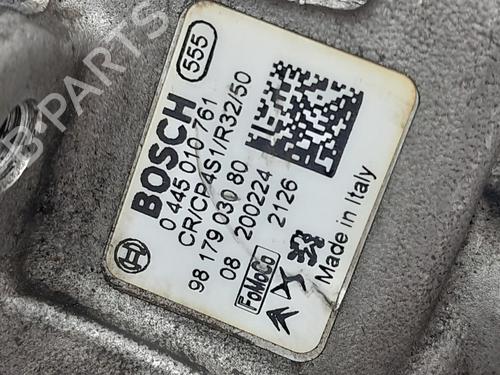 555
BOSCH
0 445 010 761
CR/CP4S1/R32/50
98 179 030 80
08 200224
2126
FoMoCo
Made in Italy
B-PARTS